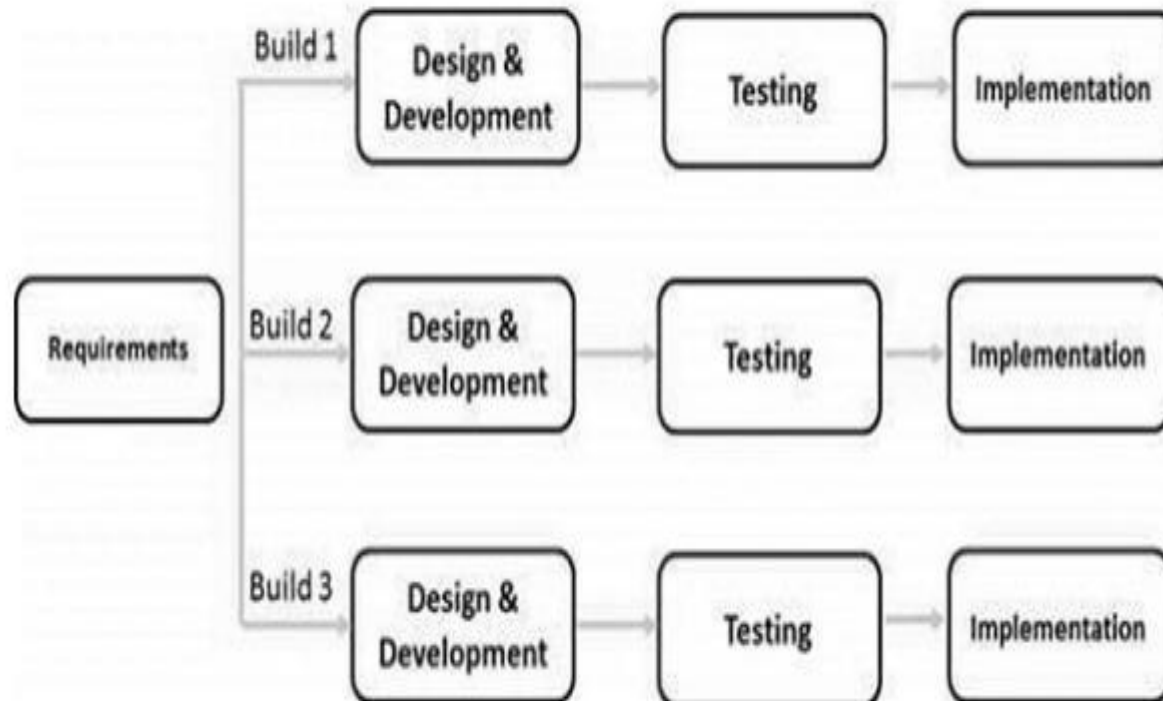 Build 1
Design &
Development
Testing
Implementation
Requirements
Build 2
Design &
Development
Testing
Implementation
Build 3
Design &
Development
Testing
Implementation